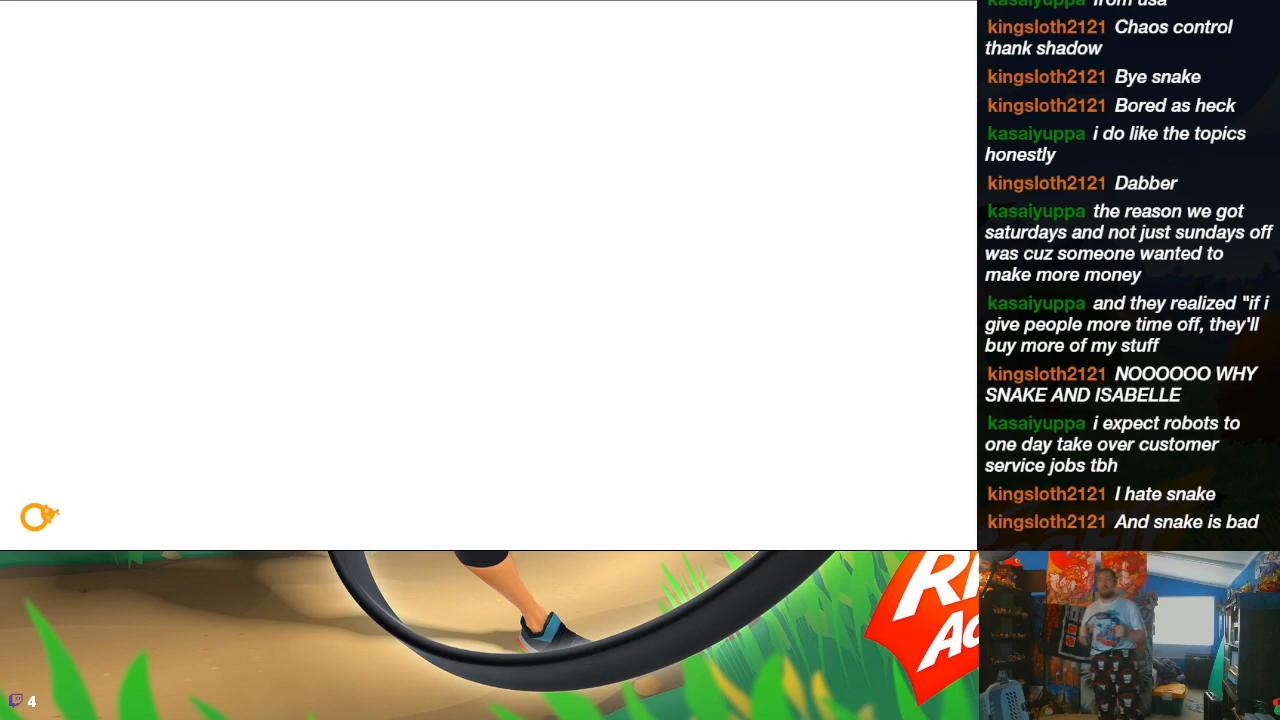 kasaiyuppa from usa
kingsloth2121 Chaos control
thank shadow
kingsloth2121 Bye snake
kingsloth2121 Bored as heck
kasaiyuppa i do like the topics
honestly
kingsloth2121 Dabber
kasaiyuppa the reason we got
saturdays and not just sundays off
was cuz someone wanted to
make more money
kasaiyuppa and they realized "if i
give people more time off, they'll
buy more of my stuff
kingsloth2121 NOOOOOO WHY
SNAKE AND ISABELLE
kasaiyuppa i expect robots to
one day take over customer
service jobs tbh
kingsloth2121 I hate snake
kingsloth2121 And snake is bad
4